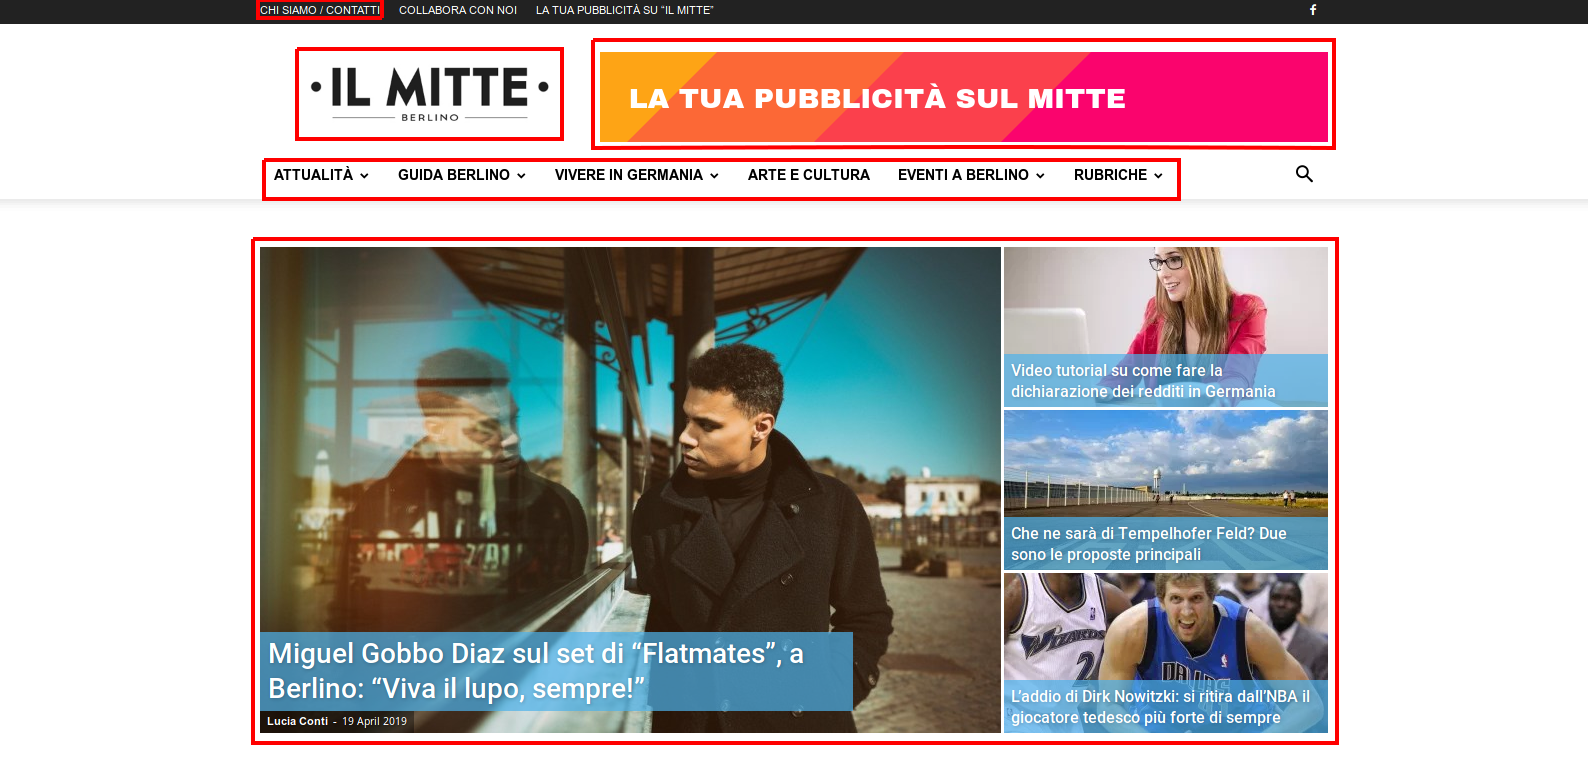 CHI SIAMO / CONTATTI COLLABORA CON NOI LA TUA PUBBLICITÀ SU “IL MITTE” f
• IL MITTE •
BERLINO
LA TUA PUBBLICITÀ SUL MITTE
ATTUALITÀ GUIDA BERLINO VIVERE IN GERMANIA ARTE E CULTURA EVENTI A BERLINO RUBRICHE
Miguel Gobbo Diaz sul set di “Flatmates”, a
Berlino: “Viva il lupo, sempre!”
Lucia Conti - 19 April 2019
Video tutorial su come fare la
dichiarazione dei redditi in Germania
Che ne sarà di Tempelhofer Feld? Due
sono le proposte principali
WIZARDS
2
L’addio di Dirk Nowitzki: si ritira dall’NBA il
giocatore tedesco più forte di sempre